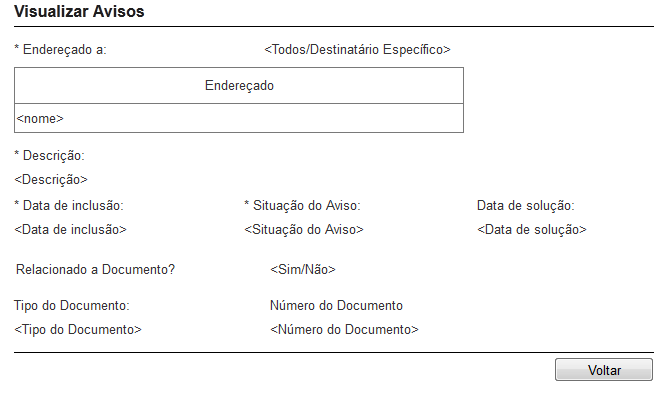 Visualizar Avisos
* Endereçado a: <Todos/Destinatário Específico>
Endereçado
<nome>
* Descrição:
<Descrição>
* Data de inclusão: * Situação do Aviso: Data de solução:
<Data de inclusão> <Situação do Aviso> <Data de solução>
Relacionado a Documento? <Sim/Não>
Tipo do Documento: Número do Documento
<Tipo do Documento> <Número do Documento>
Voltar